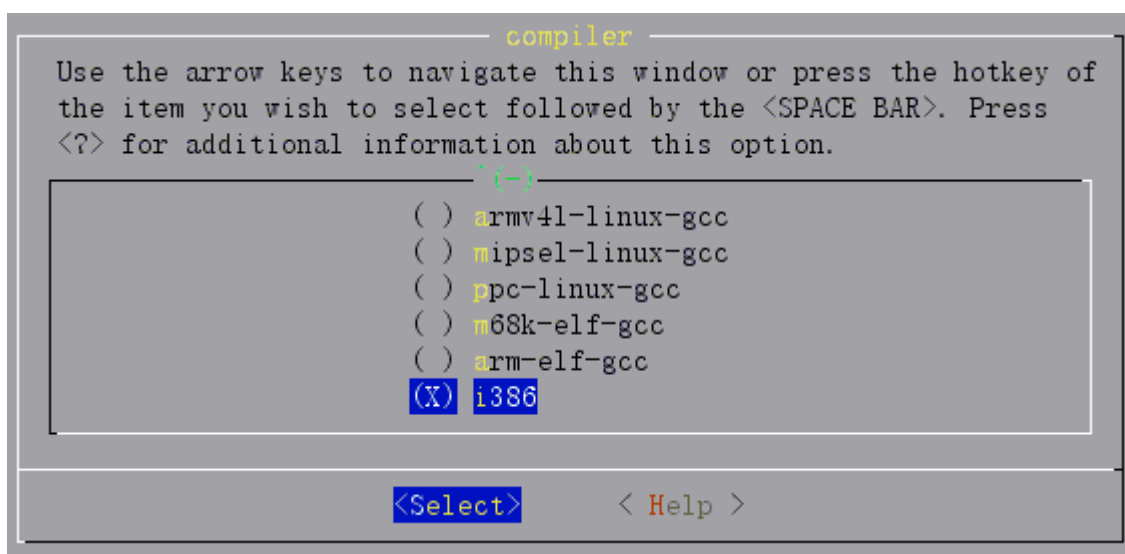 compiler
Use the arrow keys to navigate this window or press the hotkey of
the item you wish to select followed by the <SPACE BAR>. Press
<?> for additional information about this option.
^(-)
( ) armv4l-linux-gcc
( ) mipsel-linux-gcc
( ) ppc-linux-gcc
( ) m68k-elf-gcc
( ) arm-elf-gcc
(X) i386
<Select> < Help >